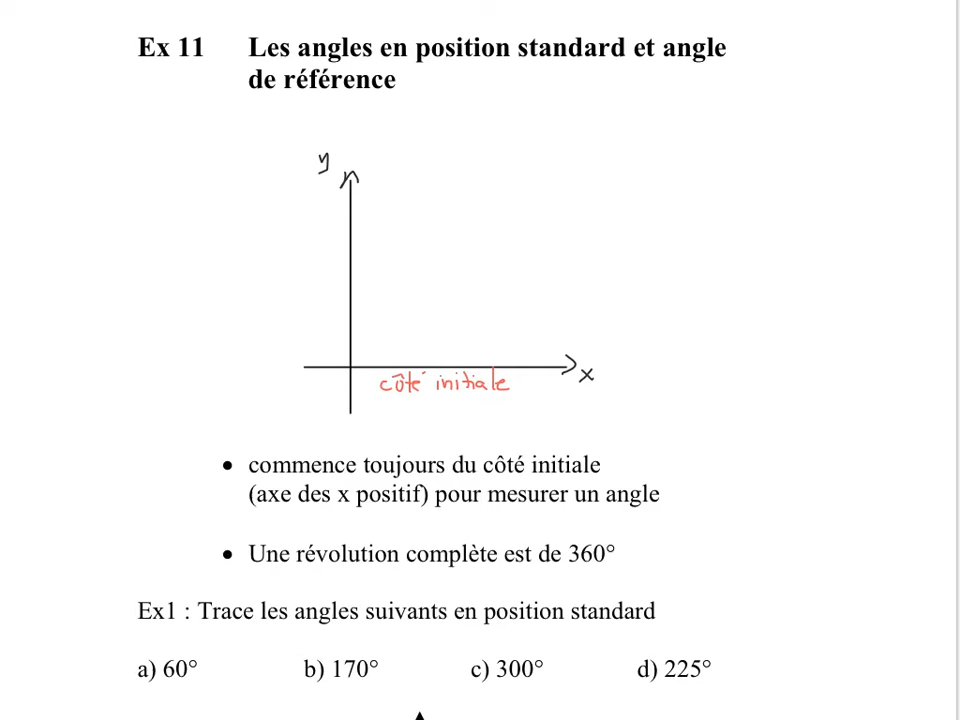 Ex 11 Les angles en position standard et angle
de référence
y
x
côté initiale
• commence toujours du côté initiale
(axe des x positif) pour mesurer un angle
• Une révolution complète est de 360°
Ex1 : Trace les angles suivants en position standard
a) 60° b) 170° c) 300° d) 225°